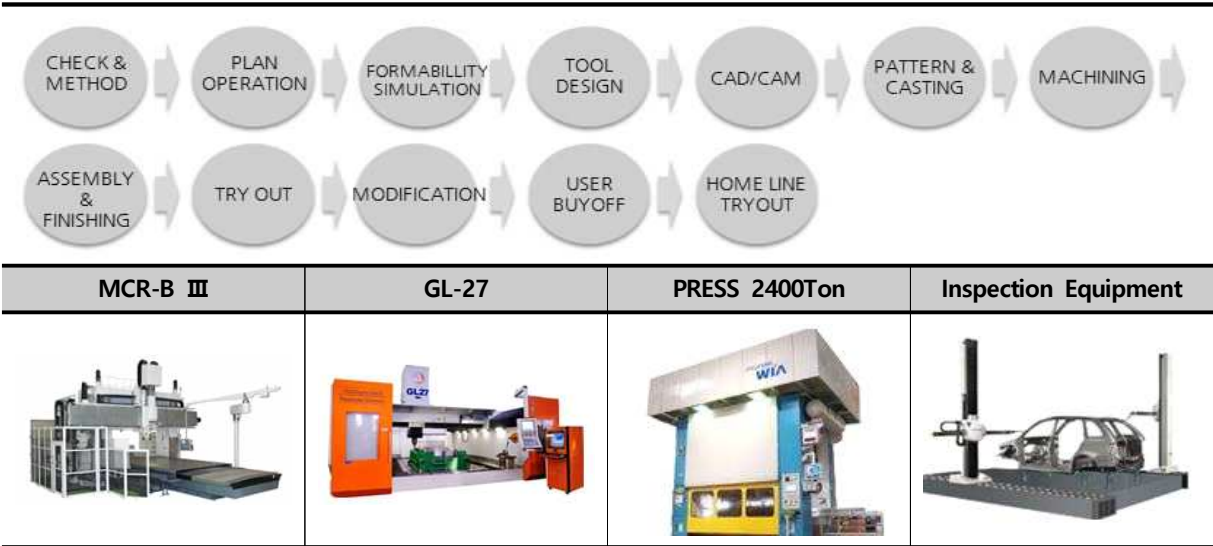 CHECK &
METHOD
PLAN
OPERATION
FORMABILLITY
SIMULATION
TOOL
DESIGN
CAD/CAM
PATTERN &
CASTING
MACHINING
ASSEMBLY
&
FINISHING
TRY OUT
MODIFICATION
USER
BUYOFF
HOME LINE
TRYOUT
MCR-B Ⅲ
GL-27
PRESS 2400Ton
Inspection Equipment
GL27
WIA